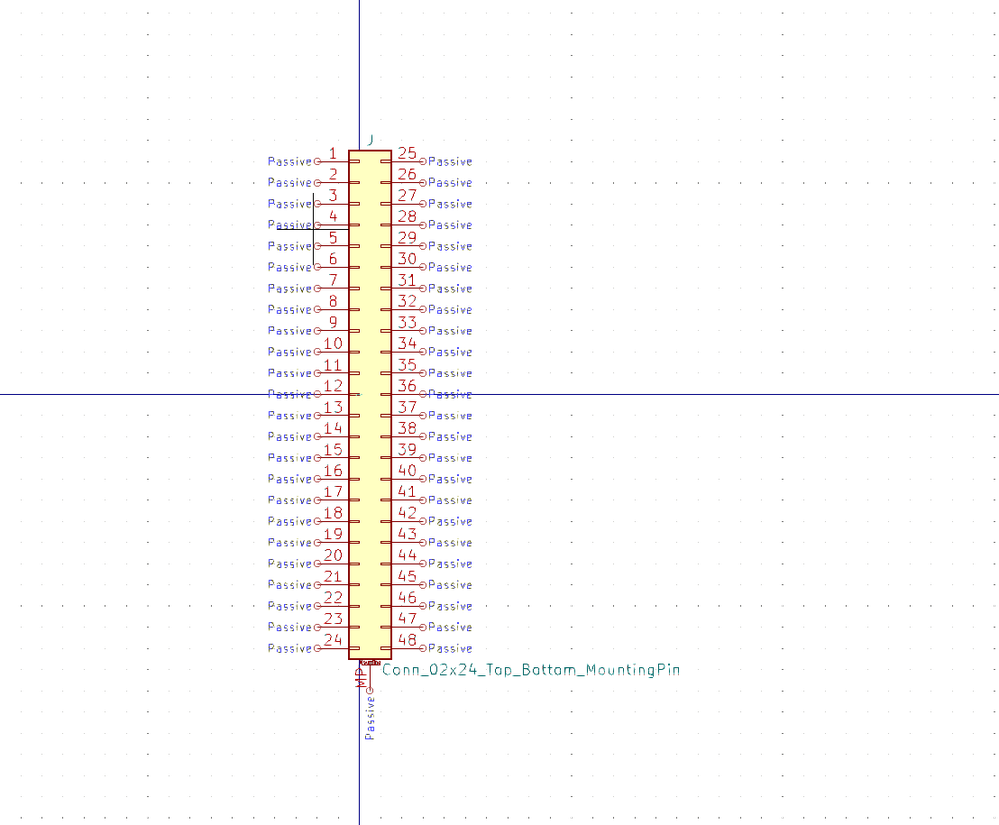 J
Passive 1 25 Passive
Passive 2 26 Passive
Passive 3 27 Passive
Passive 4 28 Passive
Passive 5 29 Passive
Passive 6 30 Passive
Passive 7 31 Passive
Passive 8 32 Passive
Passive 9 33 Passive
Passive 10 34 Passive
Passive 11 35 Passive
Passive 12 36 Passive
Passive 13 37 Passive
Passive 14 38 Passive
Passive 15 39 Passive
Passive 16 40 Passive
Passive 17 41 Passive
Passive 18 42 Passive
Passive 19 43 Passive
Passive 20 44 Passive
Passive 21 45 Passive
Passive 22 46 Passive
Passive 23 47 Passive
Passive 24 48 Passive
Conn_02x24_Top_Bottom_MountingPin
MP
Passive